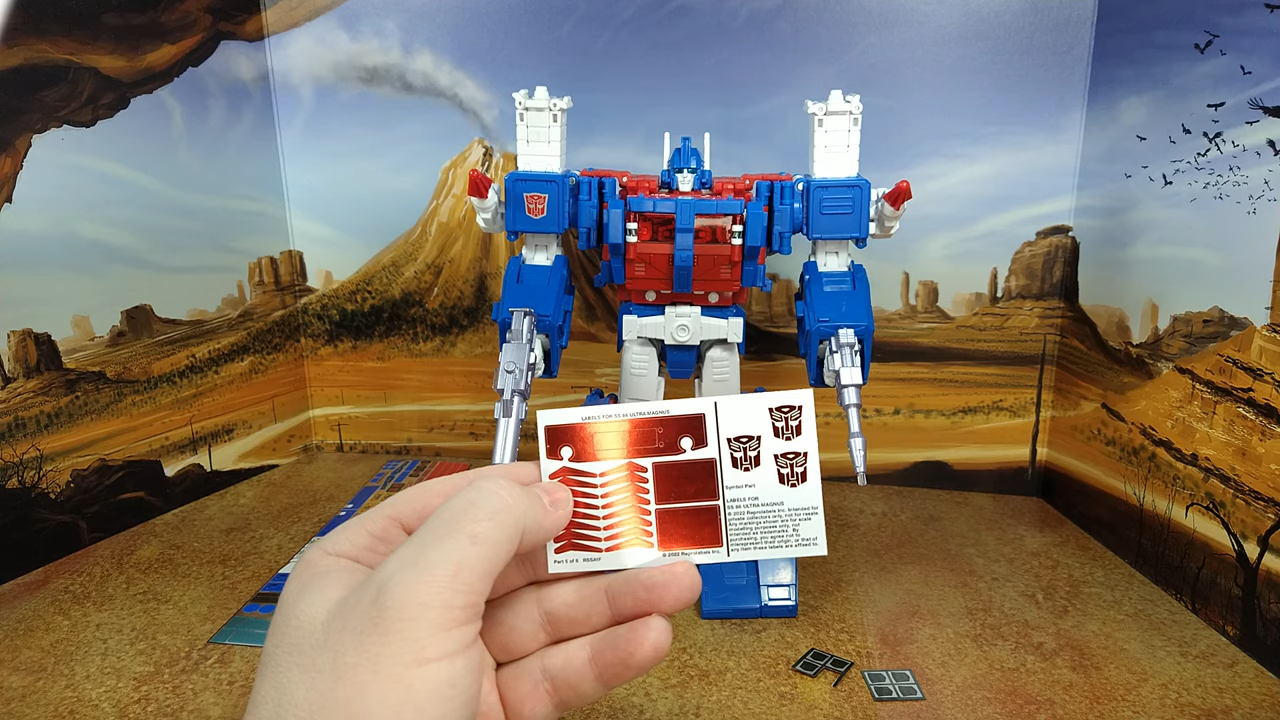 LABELS FOR SS 86 ULTRA MAGNUS
Symbol Part
LABELS FOR
SS 86 ULTRA MAGNUS
© 2022 Reprolabels Inc. Intended for
private collectors only, not for resale
Any markings shown are for scale
modelling purposes only, not
intended as trademarks. By
purchasing, you agree not to
misrepresent their origin, or that of
any item these labels are affixed to.
Part 5 of 6 RSSA1F
© 2022 Reprolabels Inc.